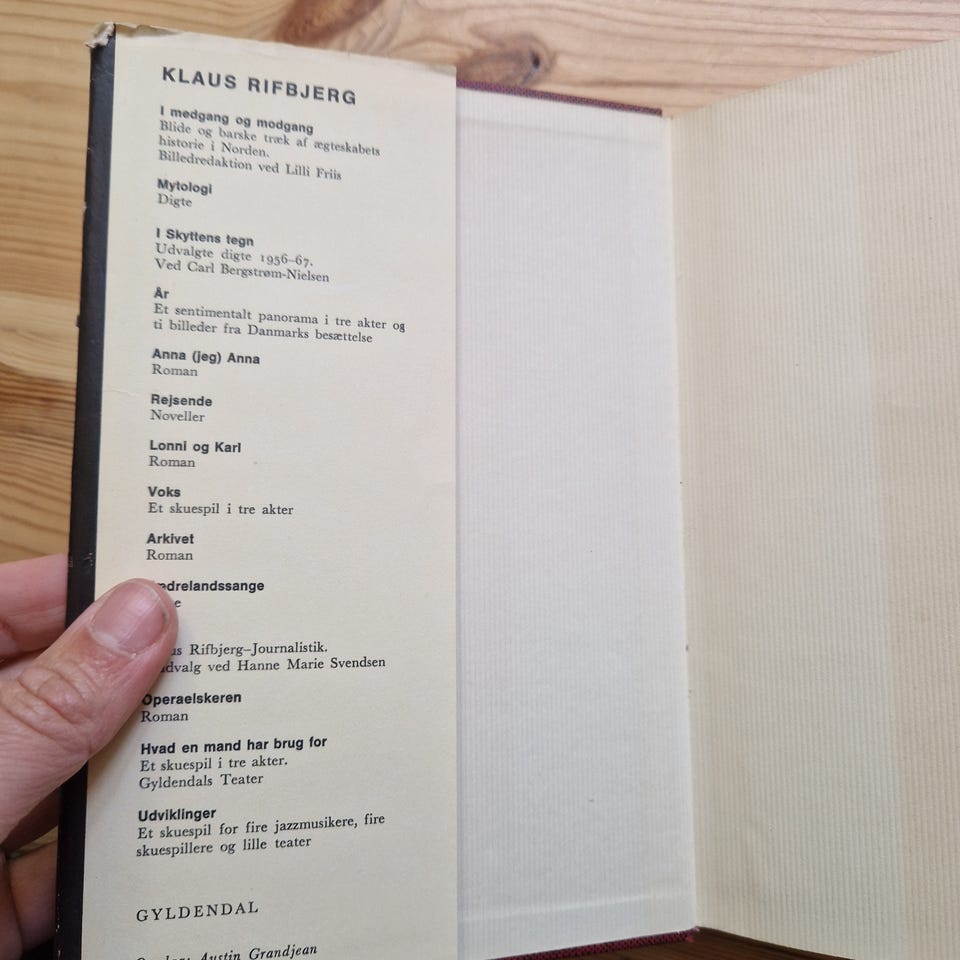 KLAUS RIFBJERG
I medgang og modgang
Blide og barske træk af ægteskabets
historie i Norden.
Billedredaktion ved Lilli Friis
Mytologi
Digte
I Skyttens tegn
Udvalgte digte 1956–67.
Ved Carl Bergstrøm-Nielsen
År
Et sentimentalt panorama i tre akter og
ti billeder fra Danmarks besættelse
Anna (jeg) Anna
Roman
Rejsende
Noveller
Lonni og Karl
Roman
Voks
Et skuespil i tre akter
Arkivet
Roman
edrelandssange
e
us Rifbjerg–Journalistik.
dvalg ved Hanne Marie Svendsen
Operaelskeren
Roman
Hvad en mand har brug for
Et skuespil i tre akter.
Gyldendals Teater
Udviklinger
Et skuespil for fire jazzmusikere, fire
skuespillere og lille teater
GYLDENDAL
Austin Grandjean